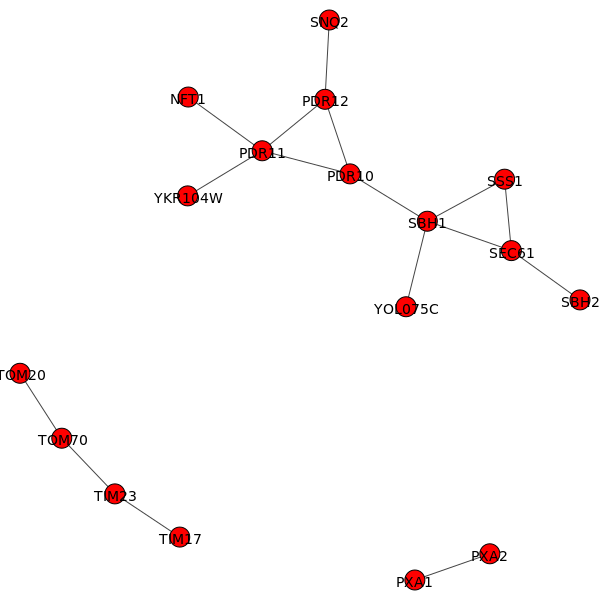 SNQ2
NFT1
PDR12
PDR11
PDR10
YKR104W
SSS1
SBH1
SEC61
SBH2
YOL075C
TOM20
TOM70
TIM23
TIM17
PXA2
PXA1